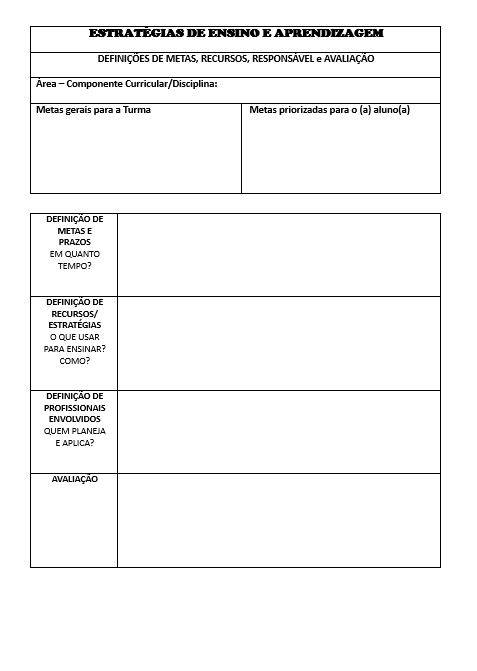 ESTRATÉGIAS DE ENSINO E APRENDIZAGEM
DEFINIÇÕES DE METAS, RECURSOS, RESPONSÁVEL e AVALIAÇÃO
Área – Componente Curricular/Disciplina:
Metas gerais para a Turma
Metas priorizadas para o (a) aluno(a)
DEFINIÇÃO DE
METAS E
PRAZOS
EM QUANTO
TEMPO?
DEFINIÇÃO DE
RECURSOS/
ESTRATÉGIAS
O QUE USAR
PARA ENSINAR?
COMO?
DEFINIÇÃO DE
PROFISSIONAIS
ENVOLVIDOS
QUEM PLANEJA
E APLICA?
AVALIAÇÃO